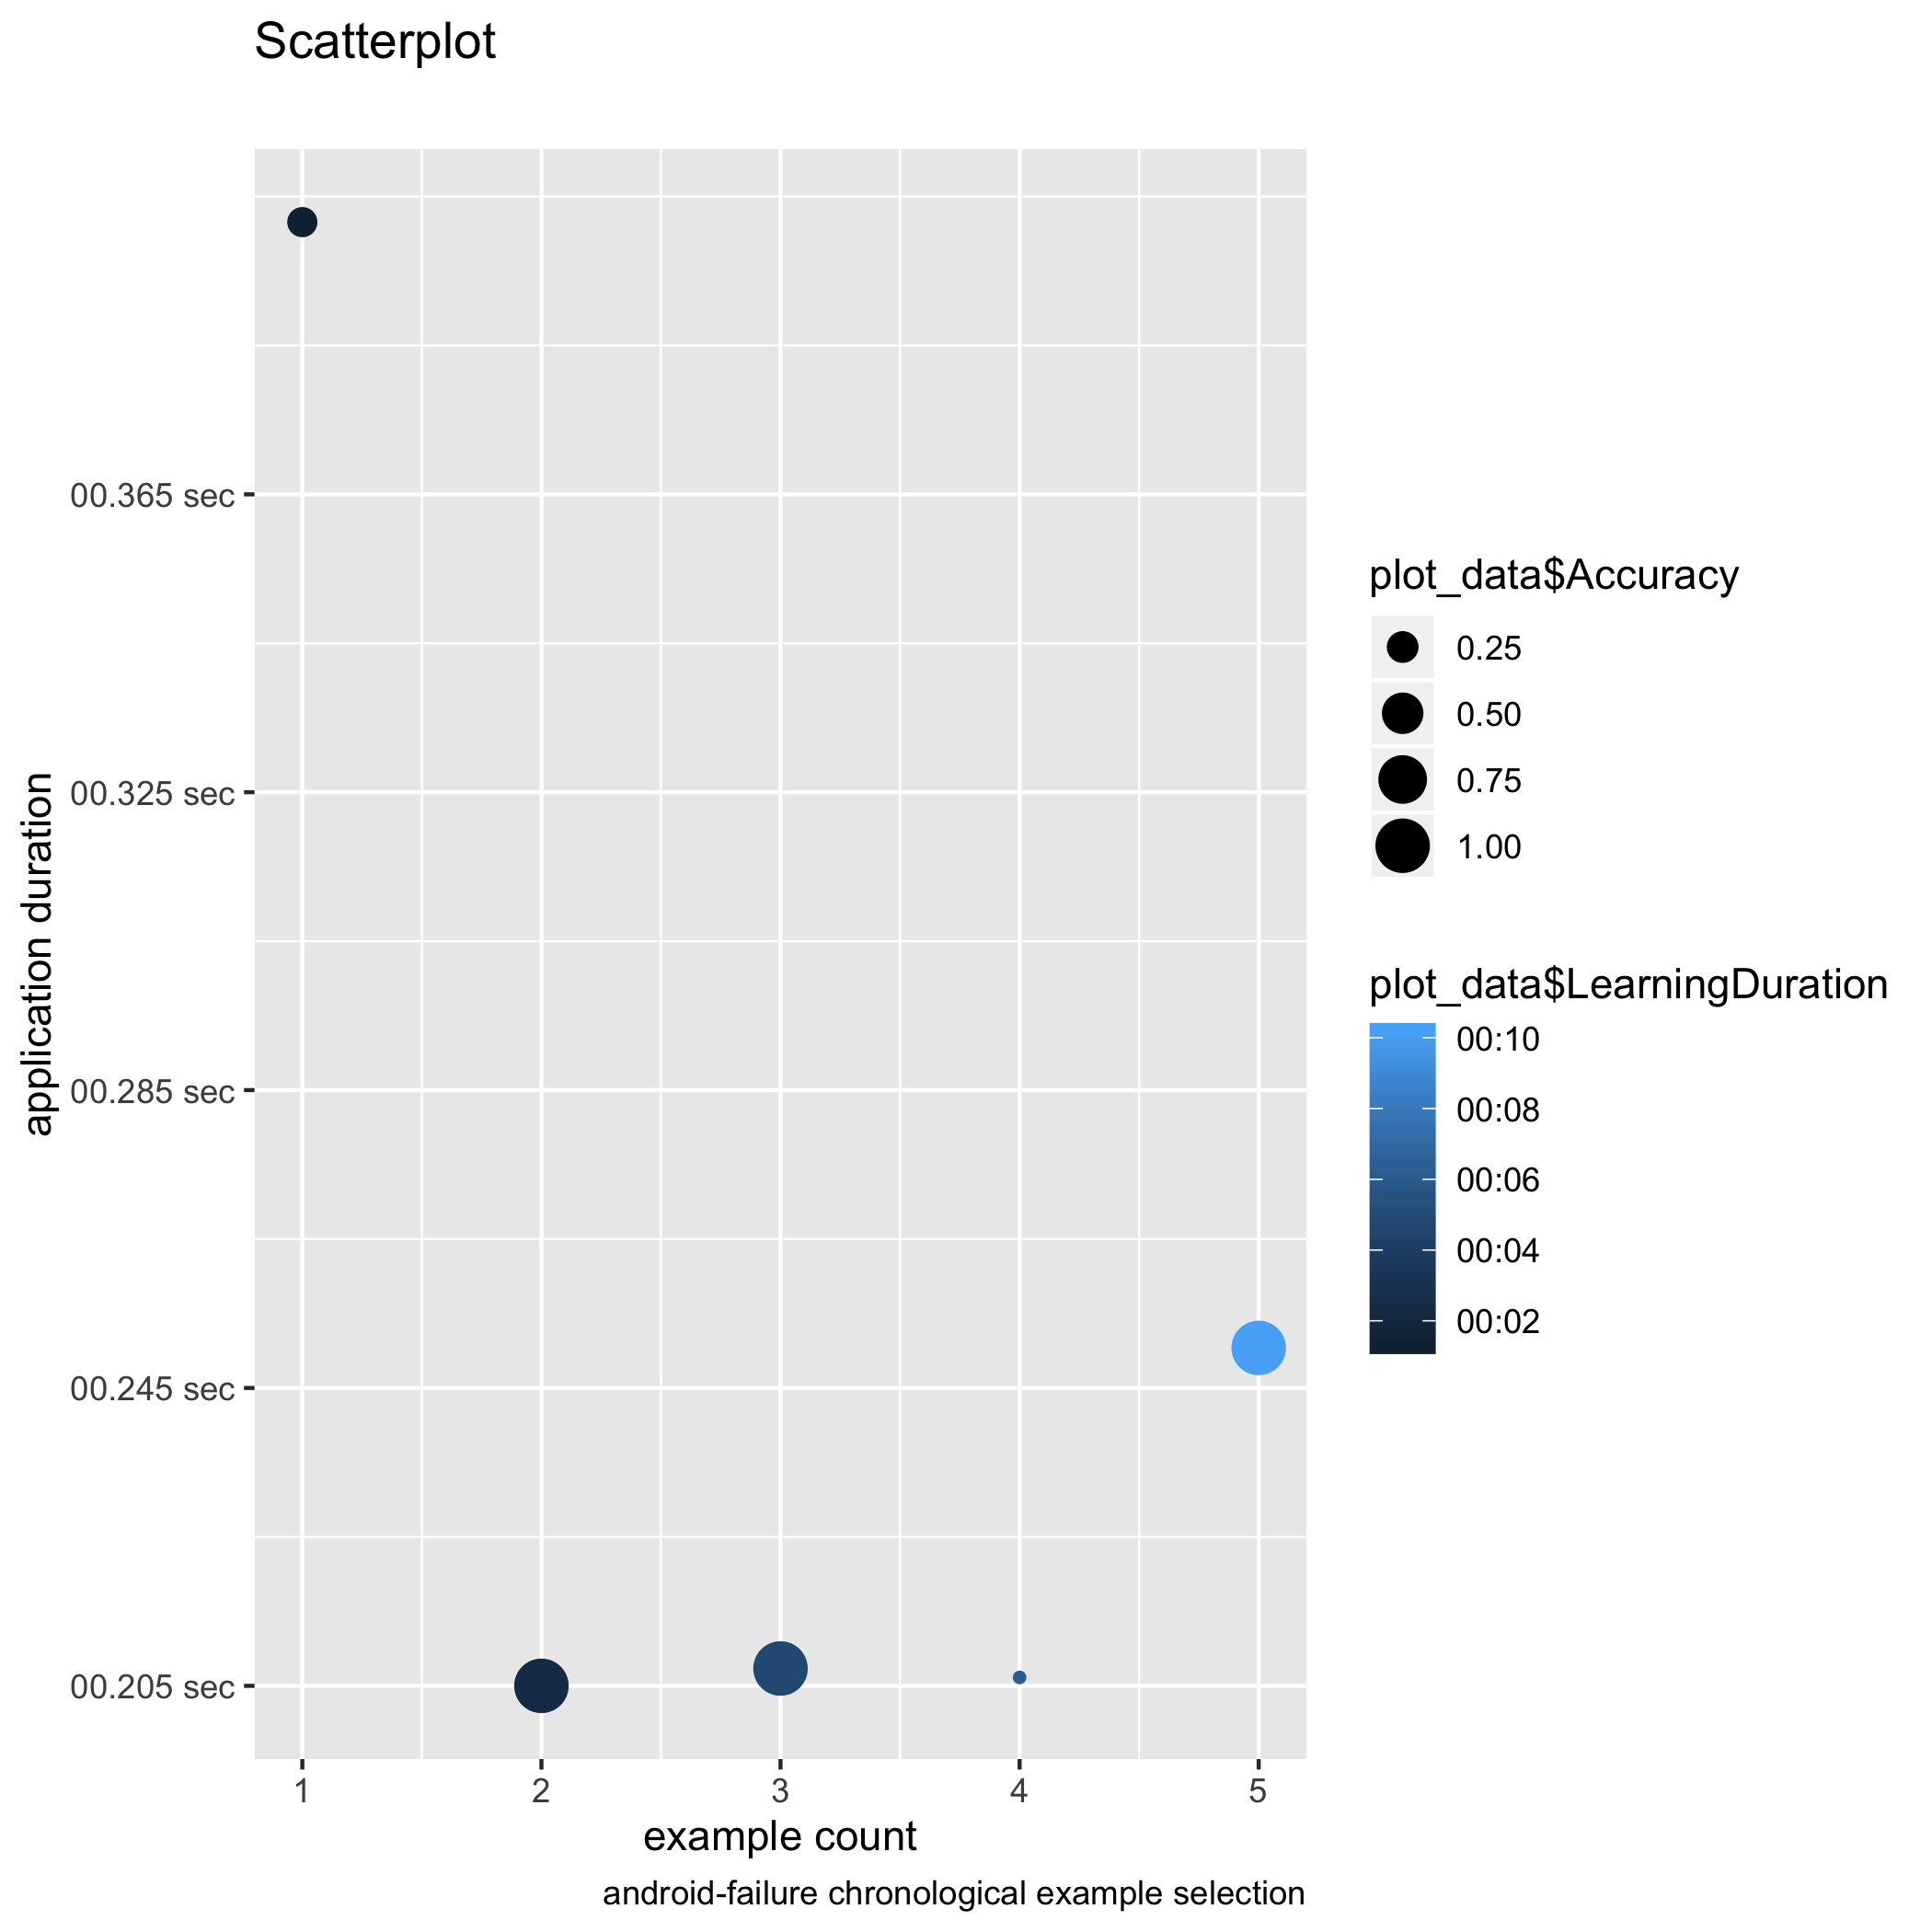 Scatterplot
application duration
00.365 sec
00.325 sec
00.285 sec
00.245 sec
00.205 sec
1 2 3 4 5
example count
android-failure chronological example selection
plot_data$Accuracy
0.25
0.50
0.75
1.00
plot_data$LearningDuration
00:10
00:08
00:06
00:04
00:02